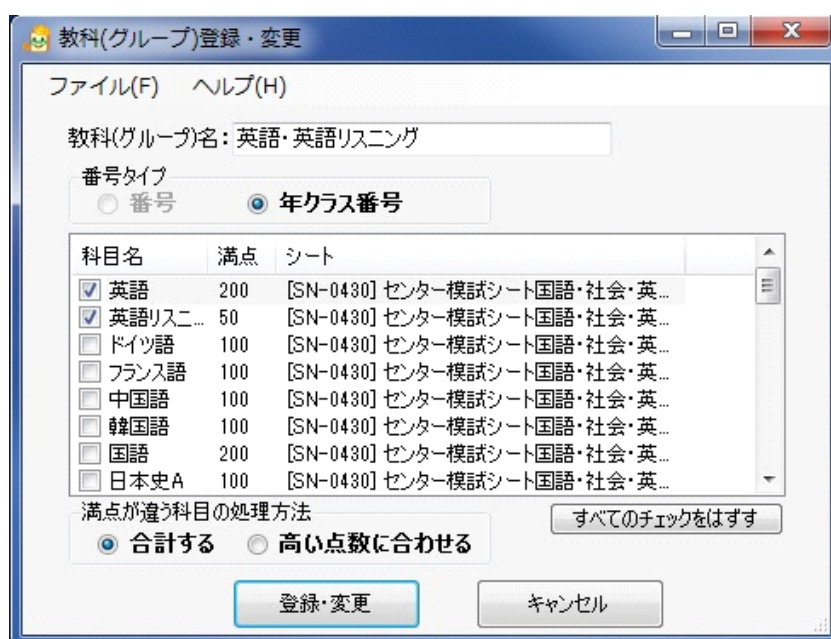 教科(グループ)登録・変更
ファイル(F) ヘルプ(H)
教科(グループ)名：英語・英語リスニング
番号タイプ
番号 年クラス番号
科目名 満点 シート
英語 200 [SN-0430] センター模試シート国語・社会・英...
英語リスニ... 50 [SN-0430] センター模試シート国語・社会・英...
ドイツ語 100 [SN-0430] センター模試シート国語・社会・英...
フランス語 100 [SN-0430] センター模試シート国語・社会・英...
中国語 100 [SN-0430] センター模試シート国語・社会・英...
韓国語 100 [SN-0430] センター模試シート国語・社会・英...
国語 200 [SN-0430] センター模試シート国語・社会・英...
日本史A 100 [SN-0430] センター模試シート国語・社会・英...
満点が違う科目の処理方法
すべてのチェックをはずす
合計する 高い点数に合わせる
登録・変更 キャンセル